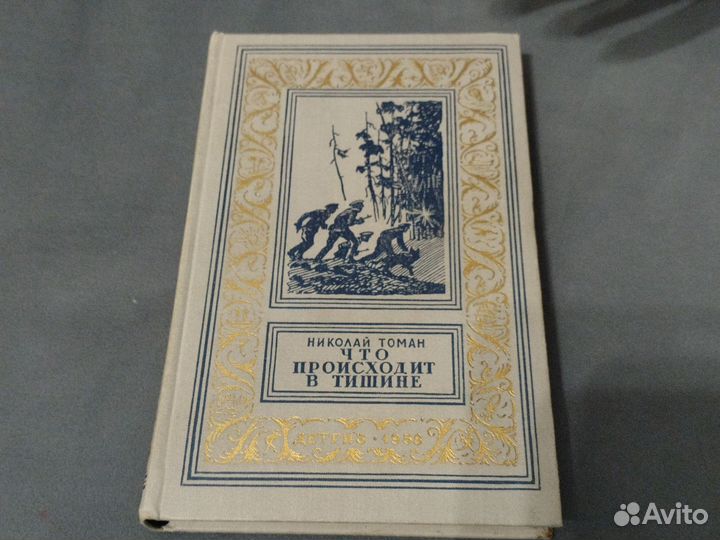 НИКОЛАЙ ТОМАН
ЧТО
ПРОИСХОДИТ
В ТИШИНЕ
ДЕТГИЗ · 1956
Avito